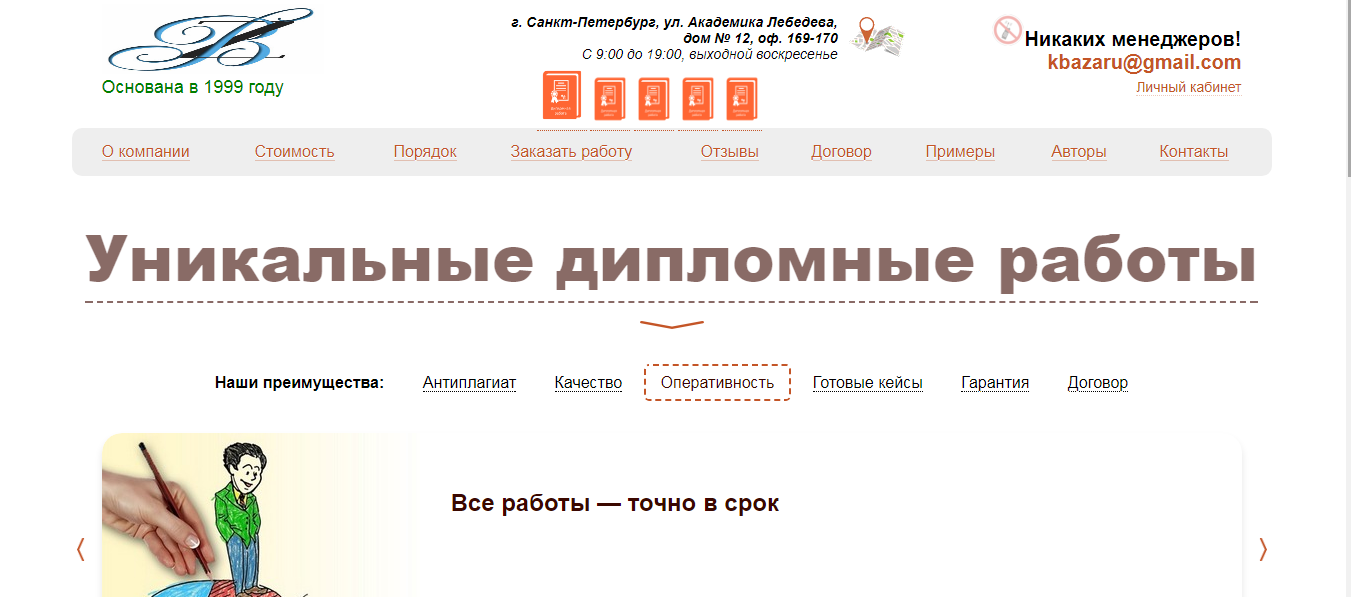 г. Санкт-Петербург, ул. Академика Лебедева,
дом № 12, оф. 169-170
С 9:00 до 19:00, выходной воскресенье
Никаких менеджеров!
kbazaru@gmail.com
Личный кабинет
Основана в 1999 году
О компании Стоимость Порядок Заказать работу Отзывы Договор Примеры Авторы Контакты
Уникальные дипломные работы
Наши преимущества: Антиплагиат Качество Оперативность Готовые кейсы Гарантия Договор
Все работы — точно в срок